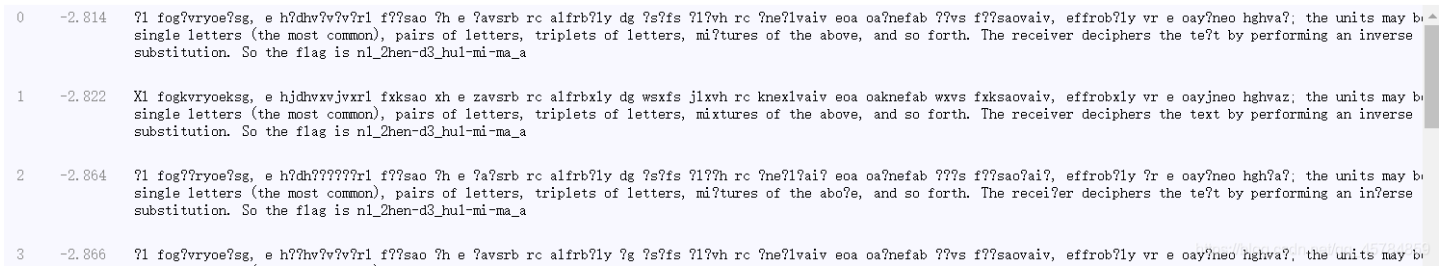 0 -2.814 ?l fog?vryoe?sg, e h?dhv?v?v?rl f??sao ?h e ?avsrb rc alfrb?ly dg ?s?fs ?l?vh rc ?ne?lvaiv eoa oa?nefab ??vs f??saovaiv, effrob?ly vr e oay?neo hghva?; the units may b
single letters (the most common), pairs of letters, triplets of letters, mi?tures of the above, and so forth. The receiver deciphers the te?t by performing an inverse
substitution. So the flag is nl_2hen-d3_hul-mi-ma_a
1 -2.822 Xl fogkvryoeksg, e hjdhvxvjvxrl fxksao xh e zavsrb rc alfrbxly dg wsxfs jlxvh rc knexlvaiv eoa oaknefab wxvs fxksaovaiv, effrobxly vr e oayjneo hghvaz; the units may b
single letters (the most common), pairs of letters, triplets of letters, mixtures of the above, and so forth. The receiver deciphers the text by performing an inverse
substitution. So the flag is nl_2hen-d3_hul-mi-ma_a
2 -2.864 ?l fog??ryoe?sg, e h?dh??????rl f??sao ?h e ?a?srb rc alfrb?ly dg ?s?fs ?l??h rc ?ne?l?ai? eoa oa?nefab ???s f??sao?ai?, effrob?ly ?r e oay?neo hgh?a?; the units may b
single letters (the most common), pairs of letters, triplets of letters, mi?tures of the abo?e, and so forth. The recei?er deciphers the te?t by performing an in?erse
substitution. So the flag is nl_2hen-d3_hul-mi-ma_a
3 -2.866 ?l fog?vryoe?sg, e h??hv?v?v?rl f??sao ?h e ?avsrb rc alfrb?ly ?g ?s?fs ?l?vh rc ?ne?lvaiv eoa oa?nefab ??vs f??saovaiv, effrob?ly vr e oay?neo hghva?; the units may b